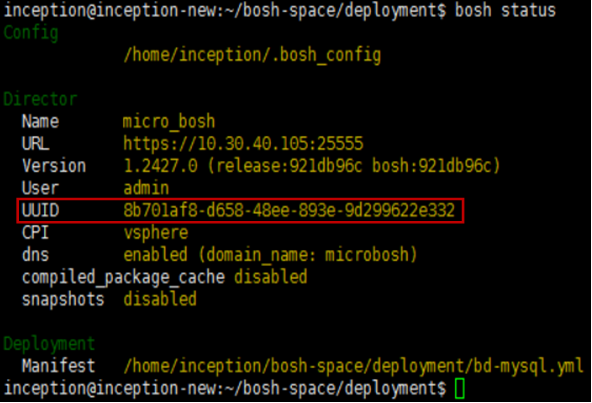 inception@inception-new:~/bosh-space/deployment$ bosh status
Config
/home/inception/.bosh_config
Director
Name micro_bosh
URL https://10.30.40.105:25555
Version 1.2427.0 (release:921db96c bosh:921db96c)
User admin
UUID 8b701af8-d658-48ee-893e-9d299622e332
CPI vsphere
dns enabled (domain_name: microbosh)
compiled_package_cache disabled
snapshots disabled
Deployment
Manifest /home/inception/bosh-space/deployment/bd-mysql.yml
inception@inception-new:~/bosh-space/deployment$